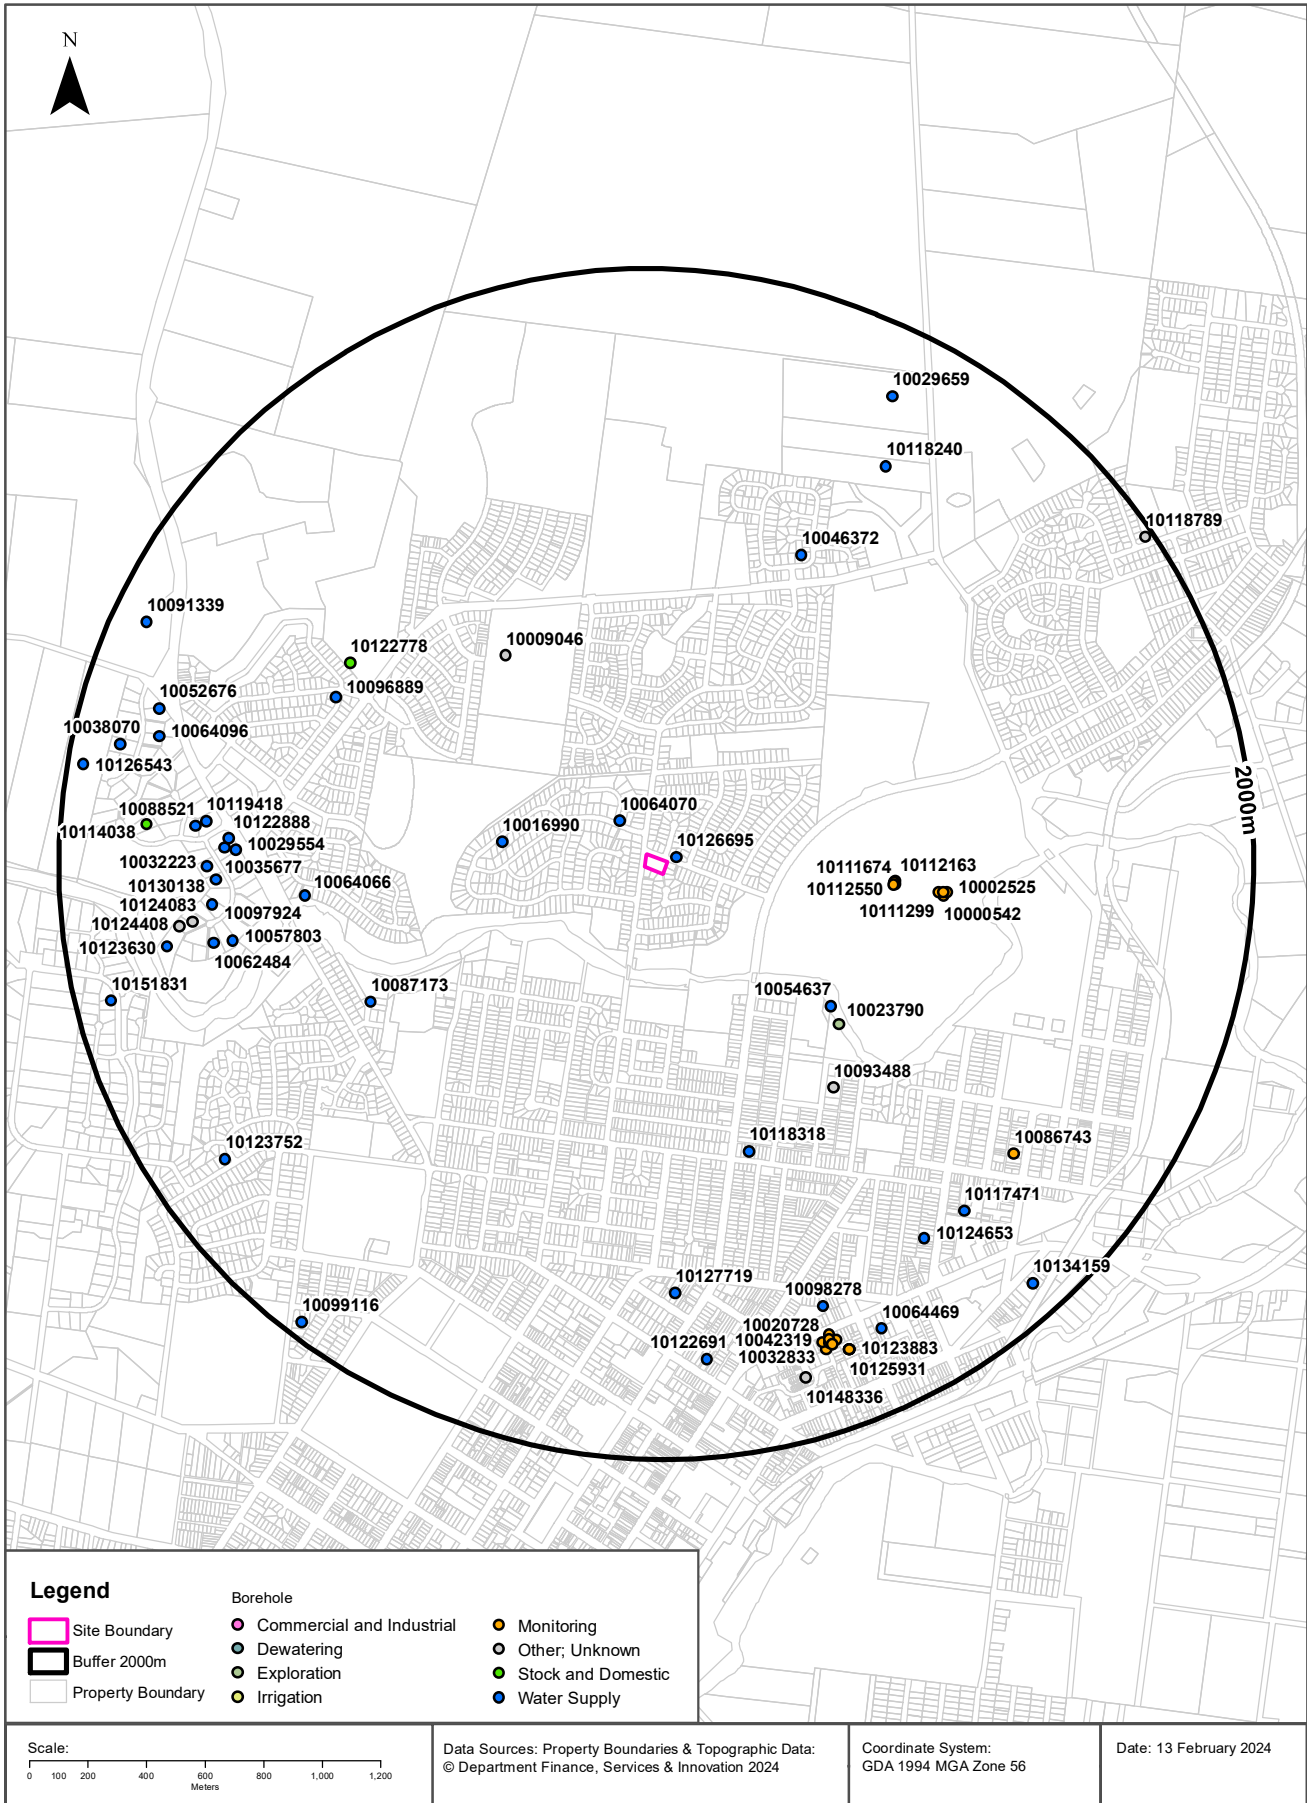 N
10029659
10118240
10118789
10046372
10091339
10009046
10122778
10096889
10052676
10038070
10064096
10126543
2000m
10088521
10119418
10114038
10122888
10064070
10029554
10016990
10126695
10032223
10035677
10111674
10112163
10130138
10064066
10112550
10002525
10124083
10097924
10111299
10000542
10124408
10057803
10123630
10062484
10151831
10087173
10054637
10023790
10093488
10123752
10118318
10086743
10117471
10124653
10134159
10127719
10098278
10099116
10020728
10064469
10122691
10042319
10123883
10032833
10125931
10148336
Legend
Site Boundary
Buffer 2000m
Property Boundary
Borehole
Commercial and Industrial
Dewatering
Exploration
Irrigation
Monitoring
Other; Unknown
Stock and Domestic
Water Supply
Scale:
0 100 200 400 600 800 1,000 1,200
Meters
Data Sources: Property Boundaries & Topographic Data:
© Department Finance, Services & Innovation 2024
Coordinate System:
GDA 1994 MGA Zone 56
Date: 13 February 2024